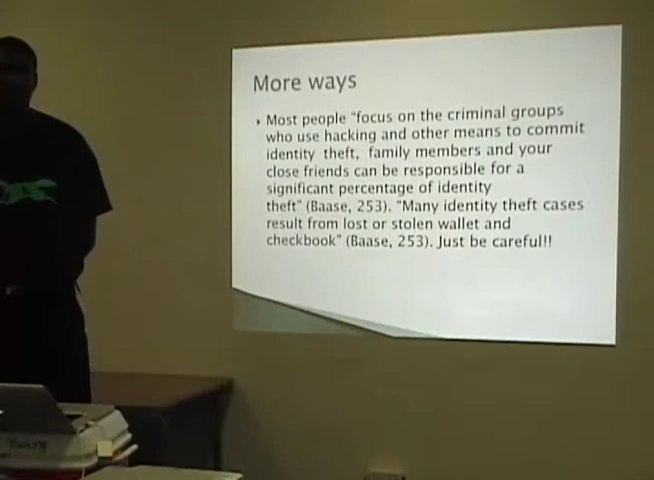 More ways
Most people "focus on the criminal groups
who use hacking and other means to commit
identity theft, family members and your
close friends can be responsible for a
significant percentage of identity
theft" (Baase, 253). "Many identity theft cases
result from lost or stolen wallet and
checkbook" (Baase, 253). Just be careful!!